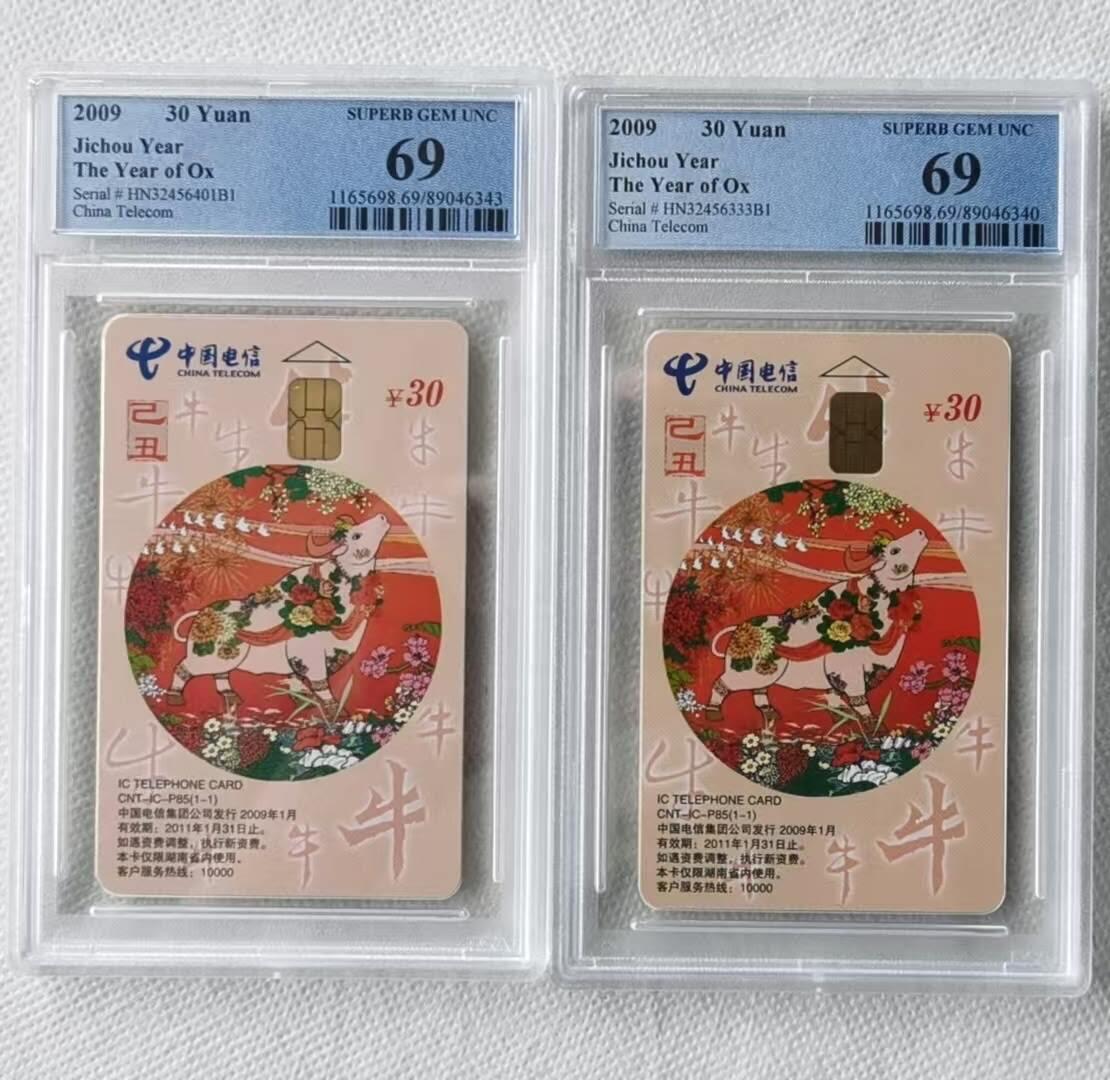 2009 30 Yuan SUPERB GEM UNC
Jichou Year 69
The Year of Ox
Serial # HN32456401B1 1165698.69/89046343
China Telecom
中国电信
CHINA TELECOM
¥30
己丑
牛
IC TELEPHONE CARD
CNT-IC-P85(1-1)
中国电信集团公司发行 2009年1月
有效期：2011年1月31日止。
如遇资费调整，执行新资费。
本卡仅限湖南省内使用。
客户服务热线：10000
2009 30 Yuan SUPERB GEM UNC
Jichou Year 69
The Year of Ox
Serial # HN32456333B1 1165698.69/89046340
China Telecom
中国电信
CHINA TELECOM
¥30
己丑
牛
IC TELEPHONE CARD
CNT-IC-P85(1-1)
中国电信集团公司发行 2009年1月
有效期：2011年1月31日止。
如遇资费调整，执行新资费。
本卡仅限湖南省内使用。
客户服务热线：10000